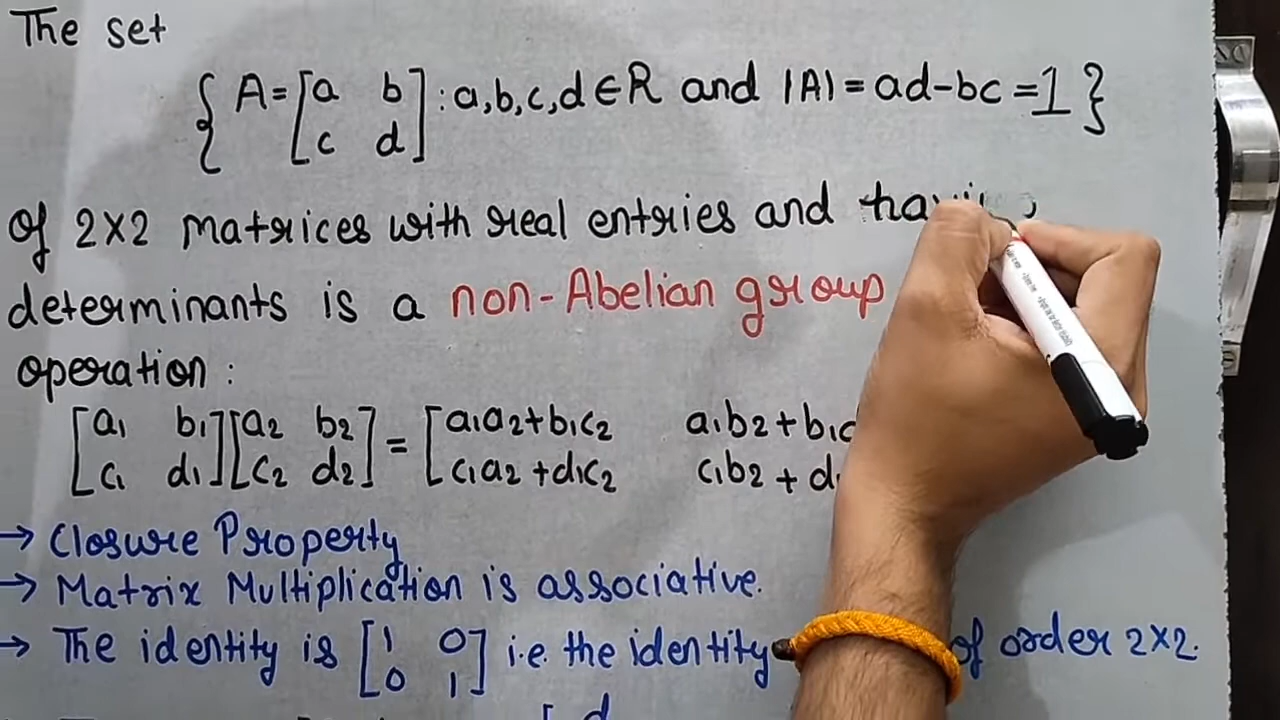 The set
{ A = [a b c d] : a,b,c,d ∈ R and |A| = ad-bc = 1 }
of 2×2 matrices with real entries and
determinants is a non-Abelian group
operation :
[a₁ b₁ c₁ d₁] [a₂ b₂ c₂ d₂] = [a₁a₂+b₁c₂ a₁b₂+b₁c
c₁a₂+d₁c₂ c₁b₂+d
→ Closure Property
→ Matrix Multiplication is associative.
→ The identity is [1 0 0 1] i.e. the identity of order 2×2.
d